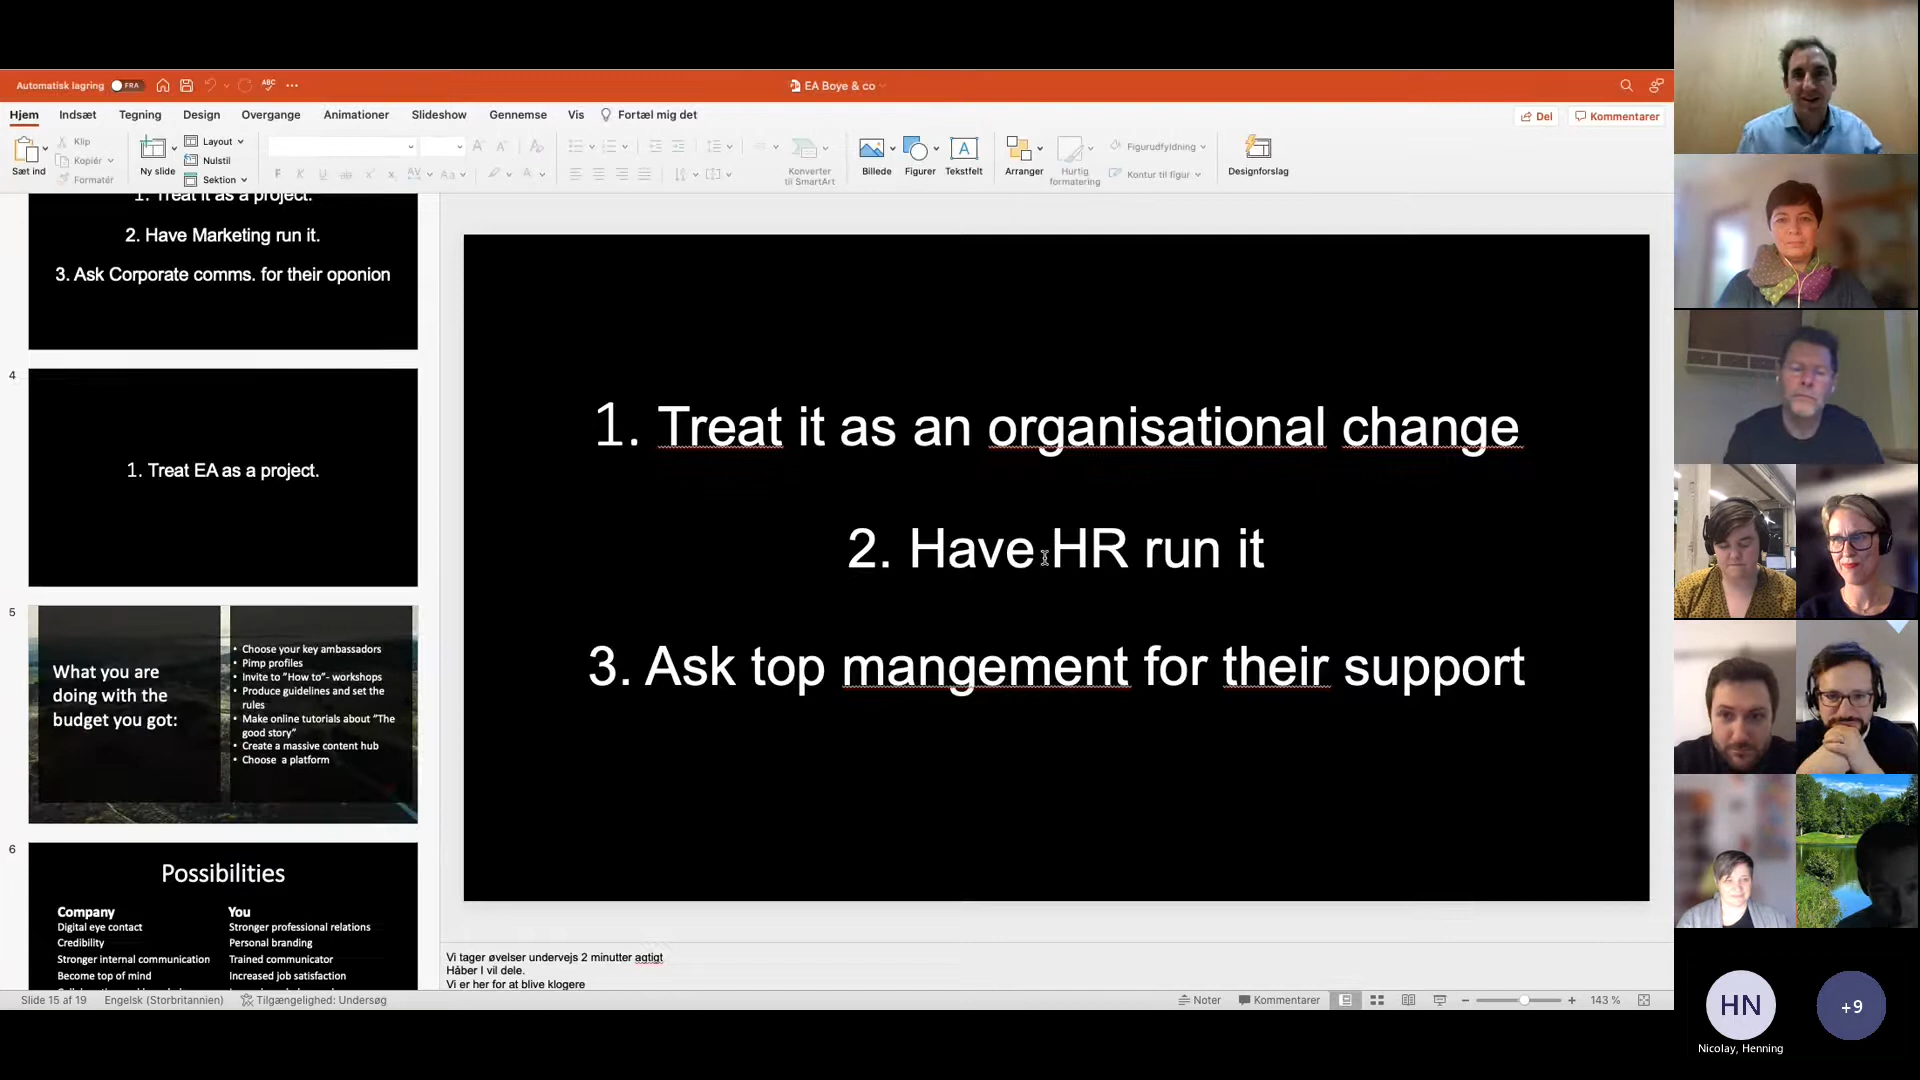 Automatisk lagring FRA
ABC
EA Boye & co
Hjem Indsæt Tegning Design Overgange Animationer Slideshow Gennemse Vis Fortæl mig det
Del Kommentarer
Sæt ind
Klip
Kopiér
Formatér
Ny slide
Layout
Nulstil
Sektion
F K U ab x x AV Aa A
Konverter
til SmartArt
Billede
Figurer
Tekstfelt
Arranger
Hurtig
formatering
Figurudfyldning
Kontur til figur
Designforslag
1. Treat it as a project.
2. Have Marketing run it.
3. Ask Corporate comms. for their oponion
4
1. Treat EA as a project.
5
What you are
doing with the
budget you got:
• Choose your key ambassadors
• Pimp profiles
• Invite to ”How to”- workshops
• Produce guidelines and set the
rules
• Make online tutorials about ”The
good story”
• Create a massive content hub
• Choose a platform
6
Possibilities
Company
Digital eye contact
Credibility
Stronger internal communication
Become top of mind
You
Stronger professional relations
Personal branding
Trained communicator
Increased job satisfaction
1. Treat it as an organisational change
2. Have HR run it
3. Ask top mangement for their support
Vi tager øvelser undervejs 2 minutter agtigt
Håber I vil dele.
Vi er her for at blive klogere
Slide 15 af 19 Engelsk (Storbritannien) Tilgængelighed: Undersøg
Noter Kommentarer 143 %
HN
Nicolay, Henning
+9